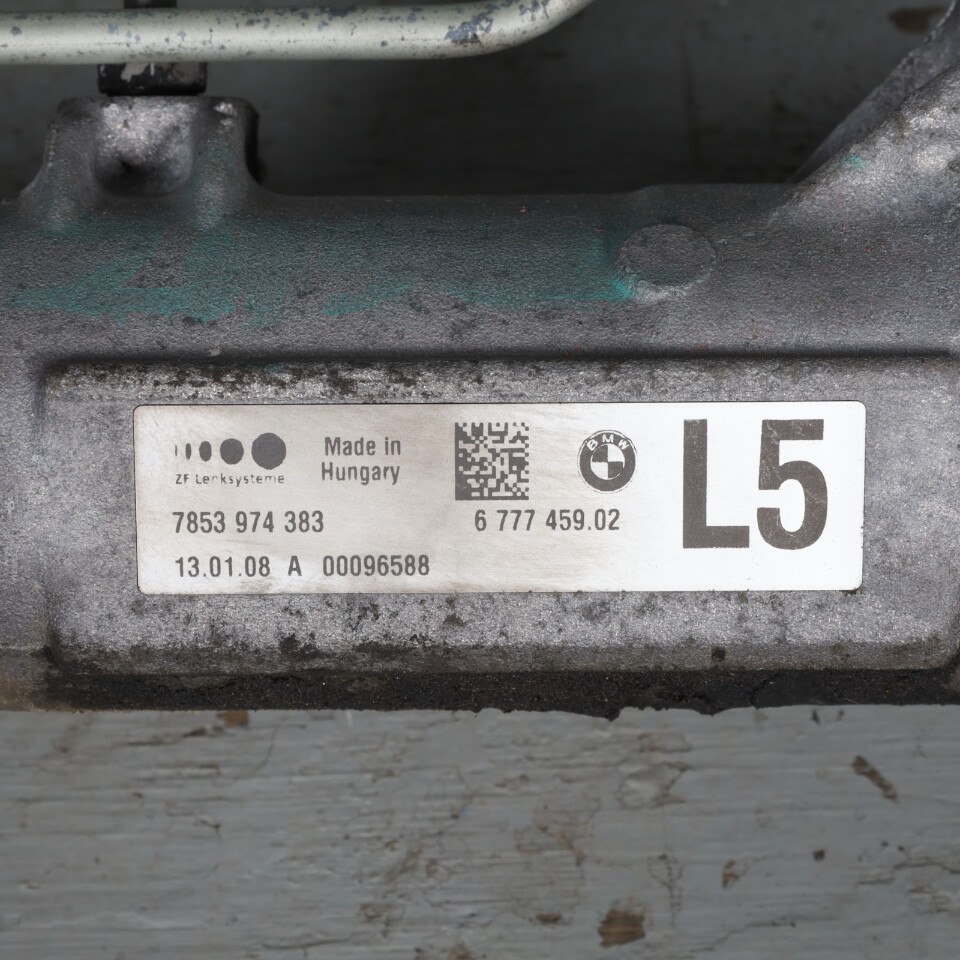 ZF Lenksysteme
Made in
Hungary
BMW
L5
7853 974 383
6 777 459.02
13.01.08 A 00096588